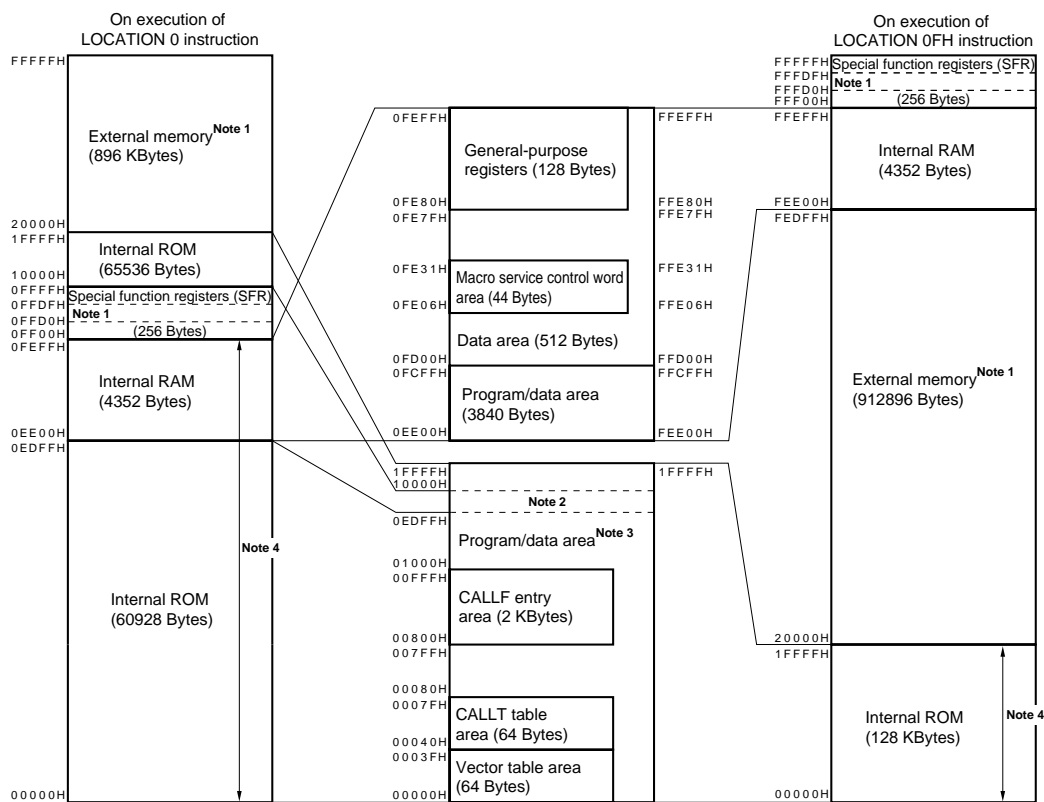 On execution of
LOCATION 0 instruction
FFFFFH
External memory Note 1
(896 KBytes)
20000H
1FFFFH
Internal ROM
(65536 Bytes)
10000H
0FFFFH
Special function registers (SFR)
0FFDFH
Note 1
0FFD0H
0FF00H
(256 Bytes)
0FEFFH
Internal RAM
(4352 Bytes)
0EE00H
0EDFFH
Note 4
Internal ROM
(60928 Bytes)
00000H
0FEFFH
FFEFFH
General-purpose
registers (128 Bytes)
0FE80H
FFE80H
0FE7FH
FFE7FH
0FE31H
FFE31H
Macro service control word
area (44 Bytes)
0FE06H
FFE06H
Data area (512 Bytes)
0FD00H
FFD00H
0FCFFH
FFCFFH
Program/data area
(3840 Bytes)
0EE00H
FEE00H
1FFFFH
1FFFFH
10000H
Note 2
0EDFFH
Program/data area Note 3
01000H
00FFFH
CALLF entry
area (2 KBytes)
00800H
007FFH
00080H
0007FH
CALLT table
area (64 Bytes)
00040H
0003FH
Vector table area
(64 Bytes)
00000H
On execution of
LOCATION 0FH instruction
FFFFFH
Special function registers (SFR)
FFFDFH
Note 1
FFFD0H
FFF00H
(256 Bytes)
FFEFFH
Internal RAM
(4352 Bytes)
FEE00H
FEDFFH
External memory Note 1
(912896 Bytes)
20000H
1FFFFH
Internal ROM
(128 KBytes)
Note 4
00000H